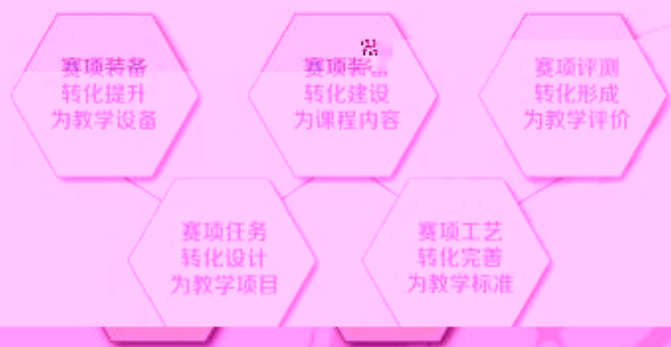 赛项装备
转化提升
为教学设备
赛项装
转化建设
为课程内容
赛项评测
转化形成
为教学评价
赛项任务
转化设计
为教学项目
赛项工艺
转化完善
为教学标准